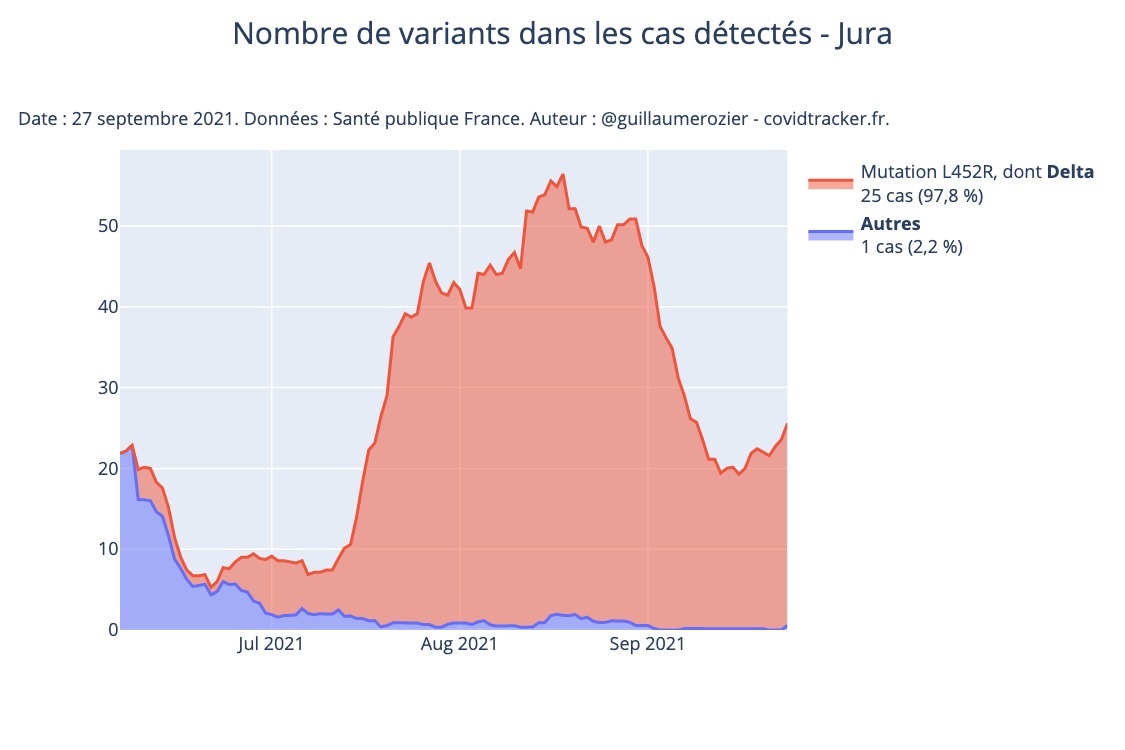 Nombre de variants dans les cas détectés - Jura
Date : 27 septembre 2021. Données : Santé publique France. Auteur : @guillaumerozier - covidtracker.fr.
Mutation L452R, dont Delta
25 cas (97,8 %)
Autres
1 cas (2,2 %)
50
40
30
20
10
0
Jul 2021
Aug 2021
Sep 2021